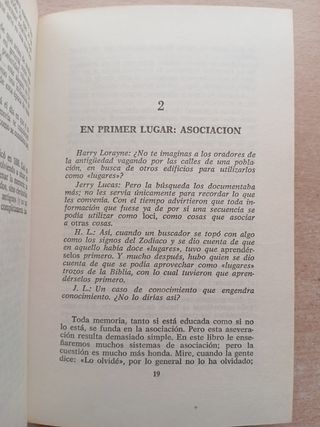 2
EN PRIMER LUGAR: ASOCIACION
Harry Lorayne: ¿No te imaginas a los oradores de
la antigüedad vagando por las calles de una pobla-
ción, en busca de otros edificios para utilizarlos
como «lugares»?
Jerry Lucas: Pero la búsqueda los documentaba
más; no les servía únicamente para recordar lo que
les convenía. Con el tiempo advirtieron que toda in-
formación que fuese ya de por sí una secuencia se
podía utilizar como loci, como cosas que asociar
a otras cosas.
H. L.: Así, cuando un buscador se topó con algo
como los signos del Zodíaco y se dio cuenta de que
en aquello había doce «lugares», tuvo que aprendér-
selos primero. Y mucho después, hubo quien se dio
cuenta de que se podía aprovechar como «lugares»
trozos de la Biblia, con lo cual tuvieron que apren-
dérselos primero.
J. L.: Un caso de conocimiento que engendra
conocimiento. ¿No lo dirías así?
Toda memoria, tanto si está educada como si no
lo está, se funda en la asociación. Pero esta asevera-
ción resulta demasiado simple. En este libro le en-
señaremos muchos sistemas de asociación; pero la
cuestión es mucho más honda. Mire, cuando la gente
dice: «Lo olvidé», por lo general no lo ha olvidado;
19